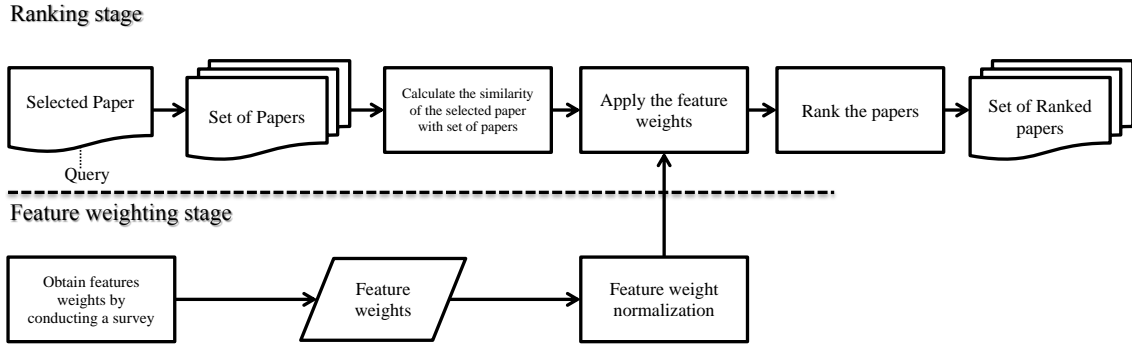 Ranking stage
Selected Paper
Query
Set of Papers
Calculate the similarity
of the selected paper
with set of papers
Apply the feature
weights
Rank the papers
Set of Ranked
papers
Feature weighting stage
Obtain features
weights by
conducting a survey
Feature
weights
Feature weight
normalization